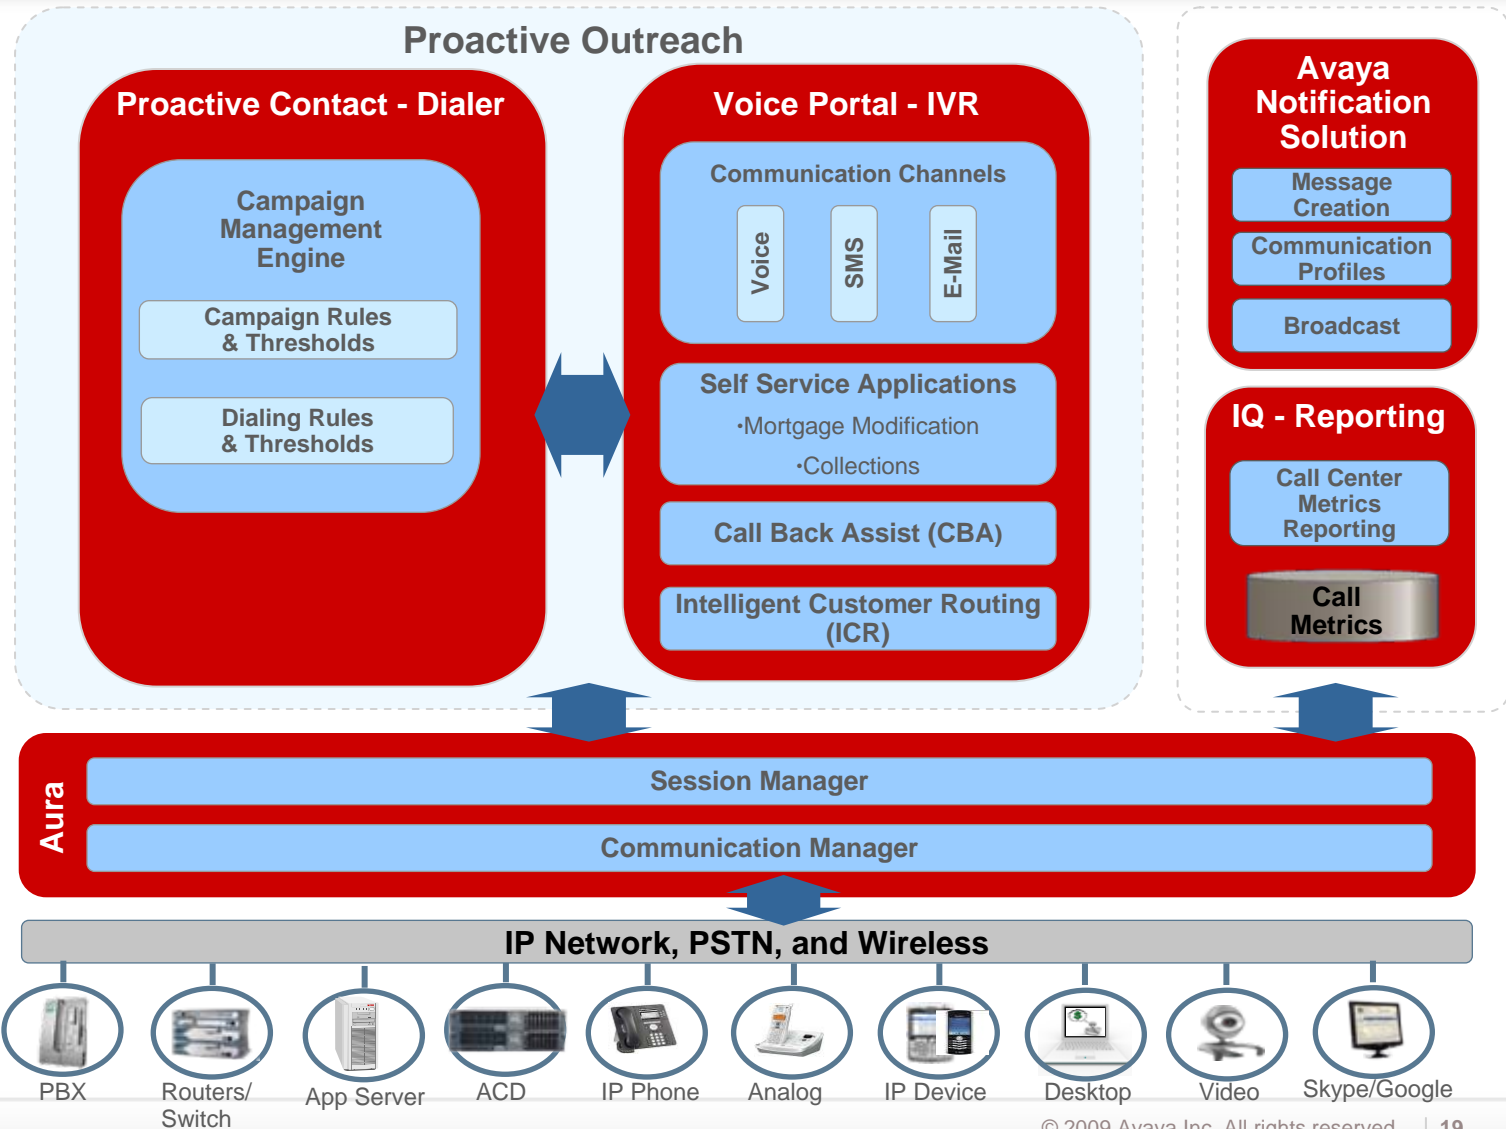 Proactive Outreach
Proactive Contact - Dialer
Campaign
Management
Engine
Campaign Rules
& Thresholds
Dialing Rules
& Thresholds
Voice Portal - IVR
Communication Channels
Voice
SMS
E-Mail
Self Service Applications
•Mortgage Modification
•Collections
Call Back Assist (CBA)
Intelligent Customer Routing
(ICR)
Avaya
Notification
Solution
Message
Creation
Communication
Profiles
Broadcast
IQ - Reporting
Call Center
Metrics
Reporting
Call
Metrics
Aura
Session Manager
Communication Manager
IP Network, PSTN, and Wireless
PBX
Routers/
Switch
App Server
ACD
IP Phone
Analog
IP Device
Desktop
Video
Skype/Google
© 2009 Avaya Inc. All rights reserved.
19